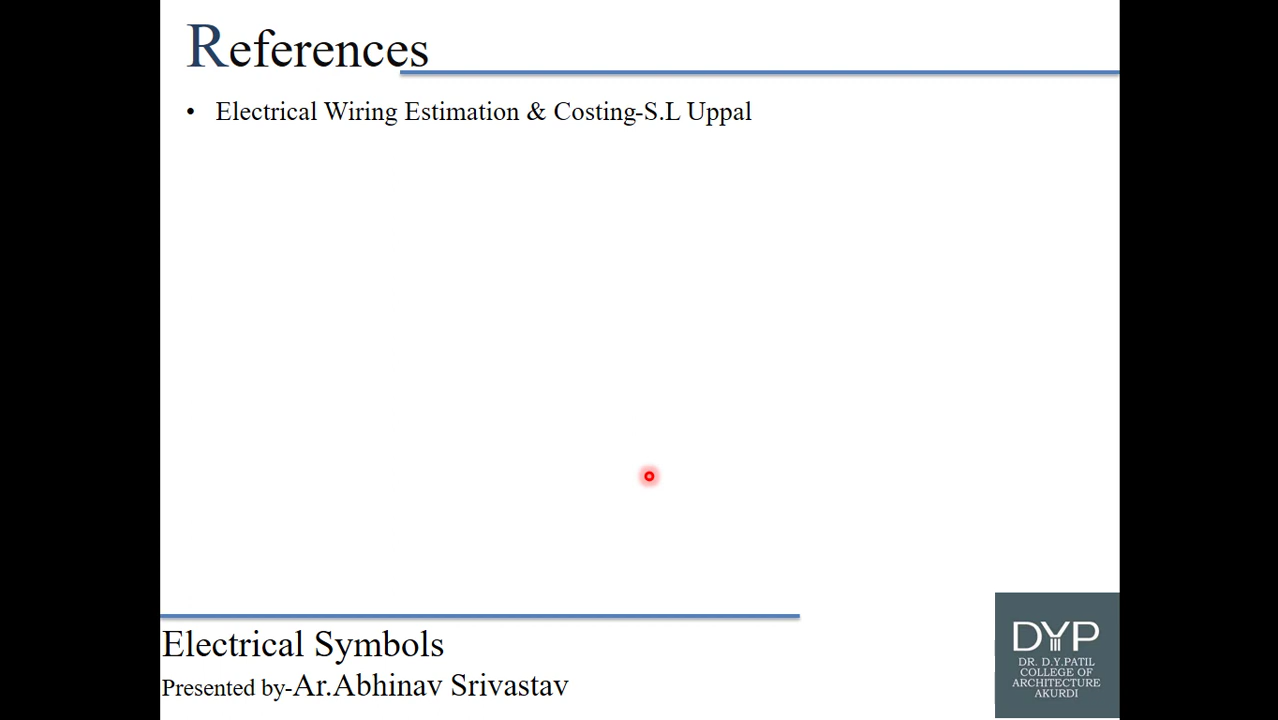 References
• Electrical Wiring Estimation & Costing-S.L Uppal
Electrical Symbols
Presented by-Ar.Abhinav Srivastav
DYP
DR. D.Y.PATIL
COLLEGE OF
ARCHITECTURE
AKURDI